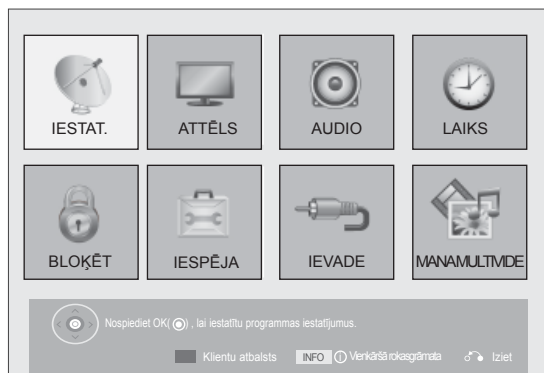 IESTAT. ATTĒLS AUDIO LAIKS
BLOĶĒT IESPĒJA IEVADE MANAMULTIVIDE
Nospiediet OK( ) , lai iestatītu programmas iestatījumus.
Klientu atbalsts INFO i Vienkāršā rokasgrāmata Iziet